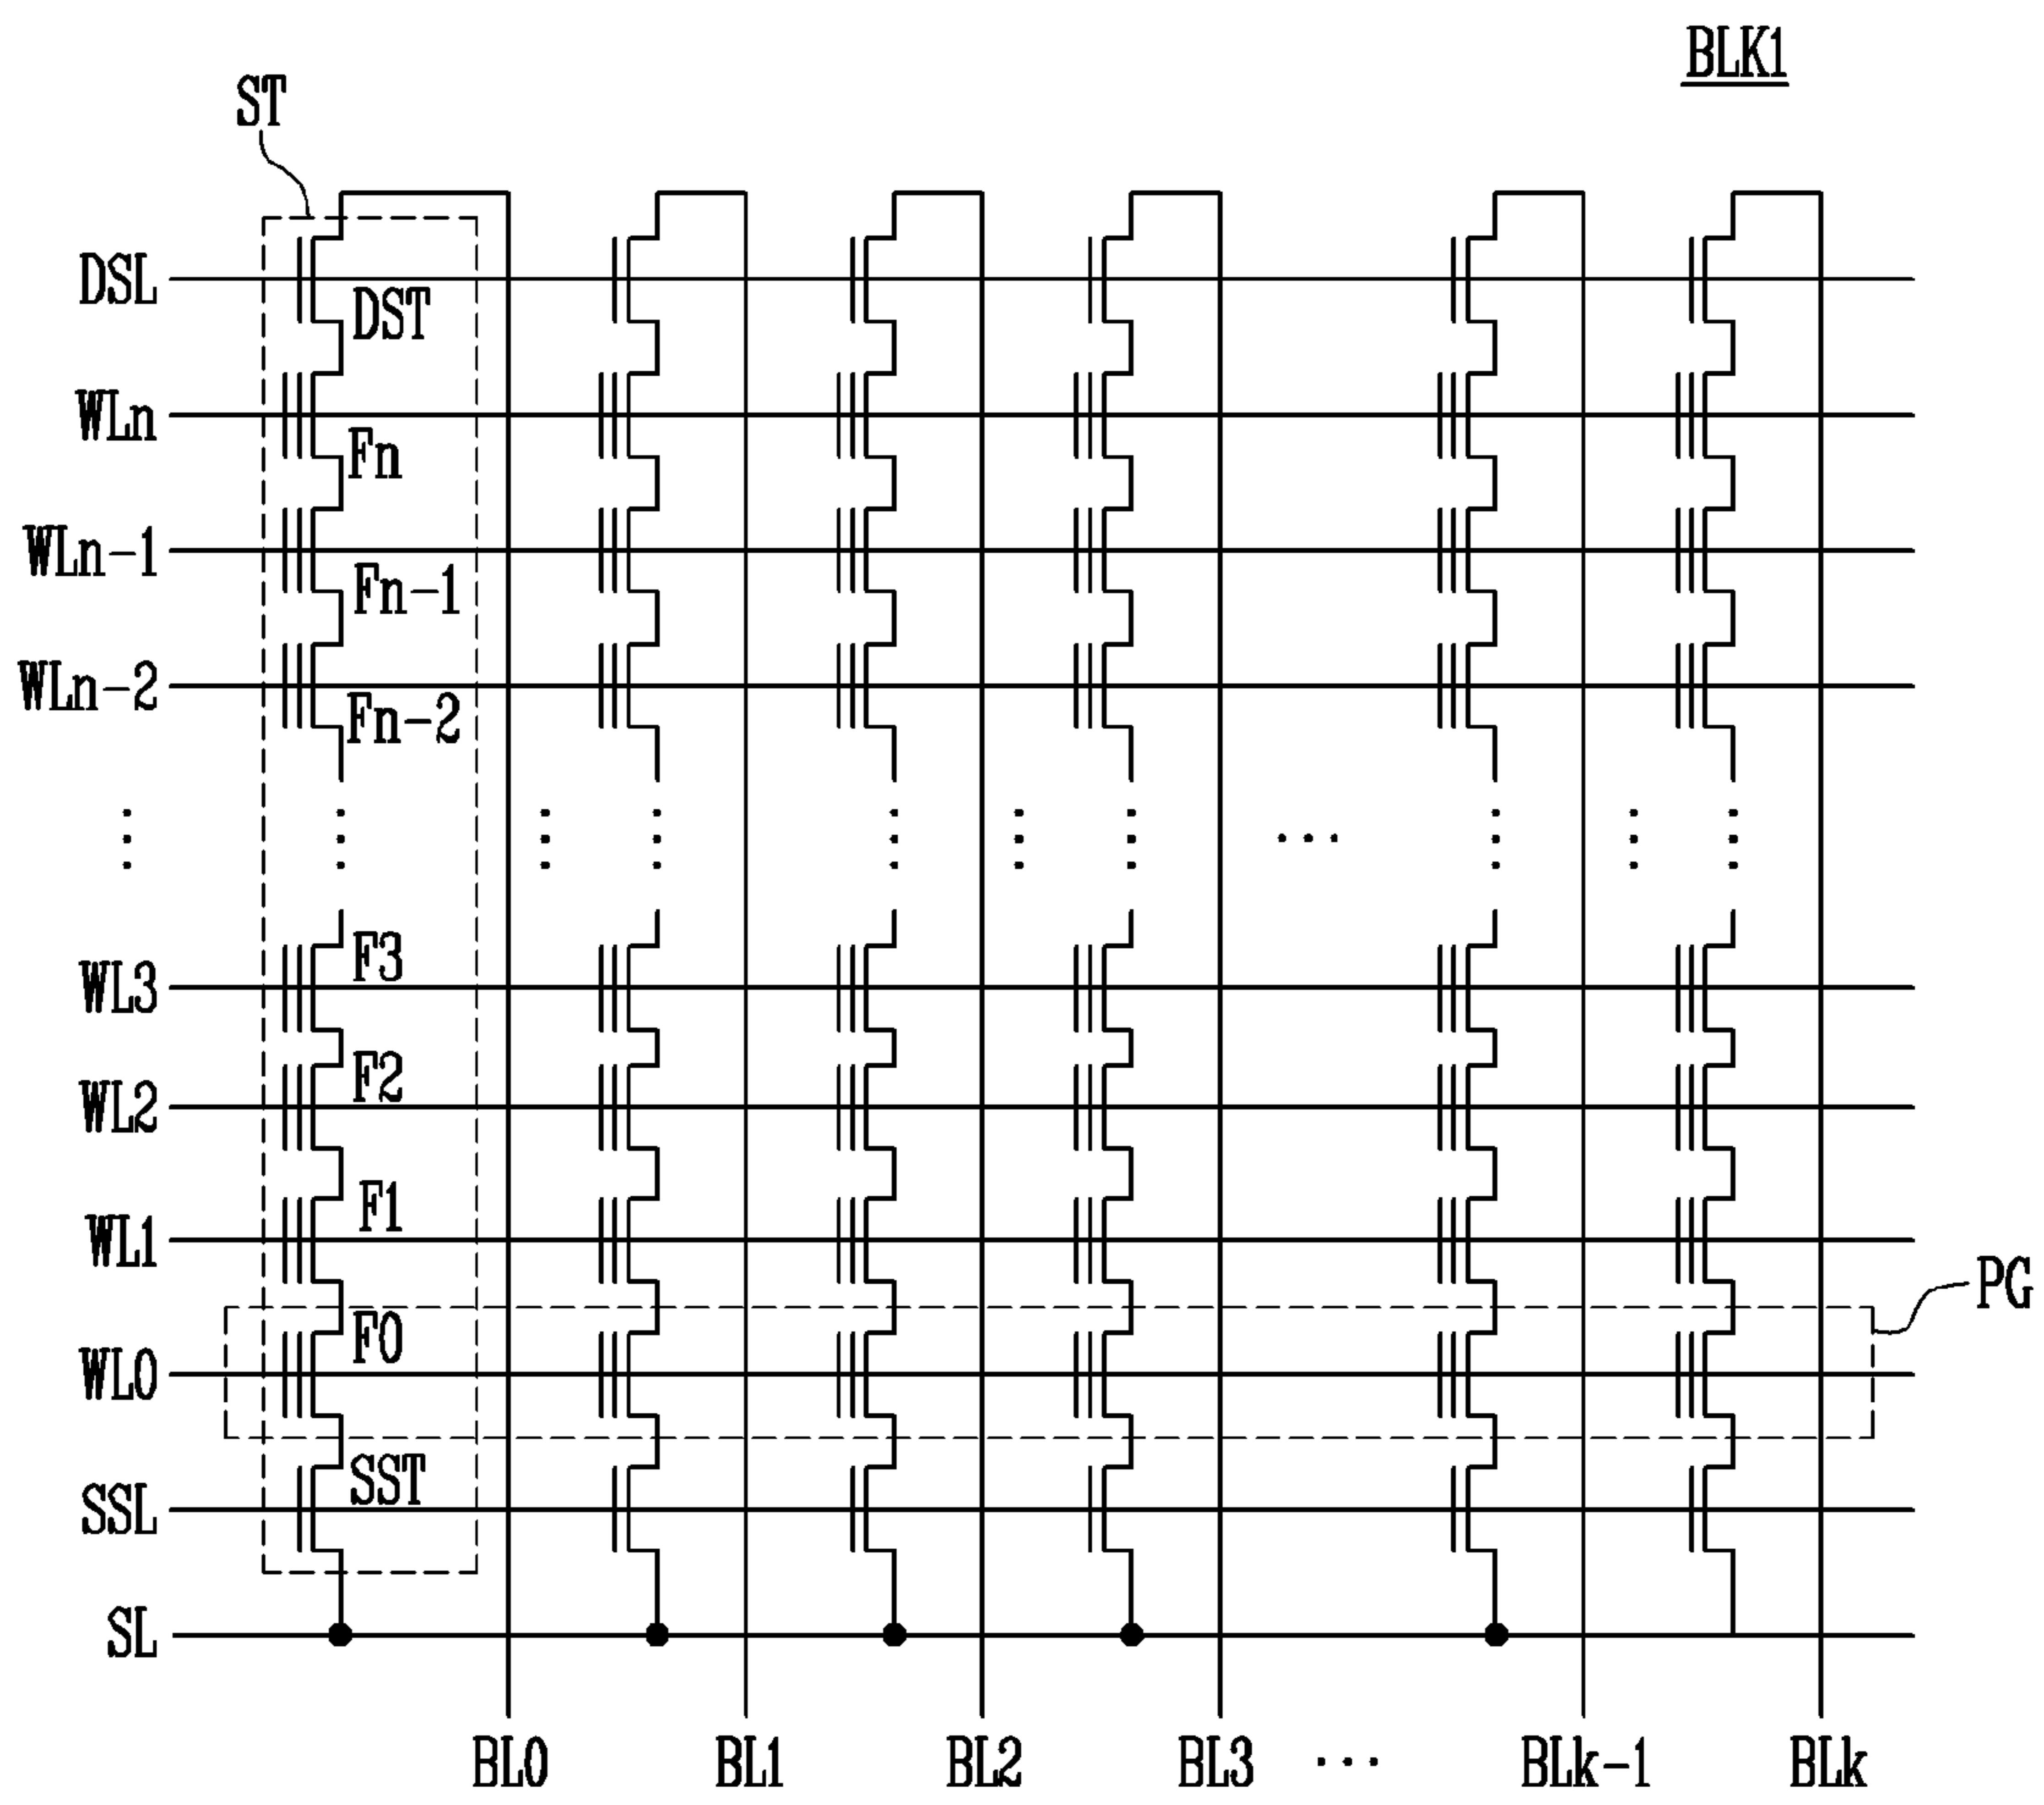 BLK1
ST
DSL
DST
WLn
Fn
WLn-1
Fn-1
WLn-2
Fn-2
F3
WL3
F2
WL2
F1
WL1
PG
F0
WL0
SST
SSL
SL
BL0 BL1 BL2 BL3 ··· BLk-1 BLk